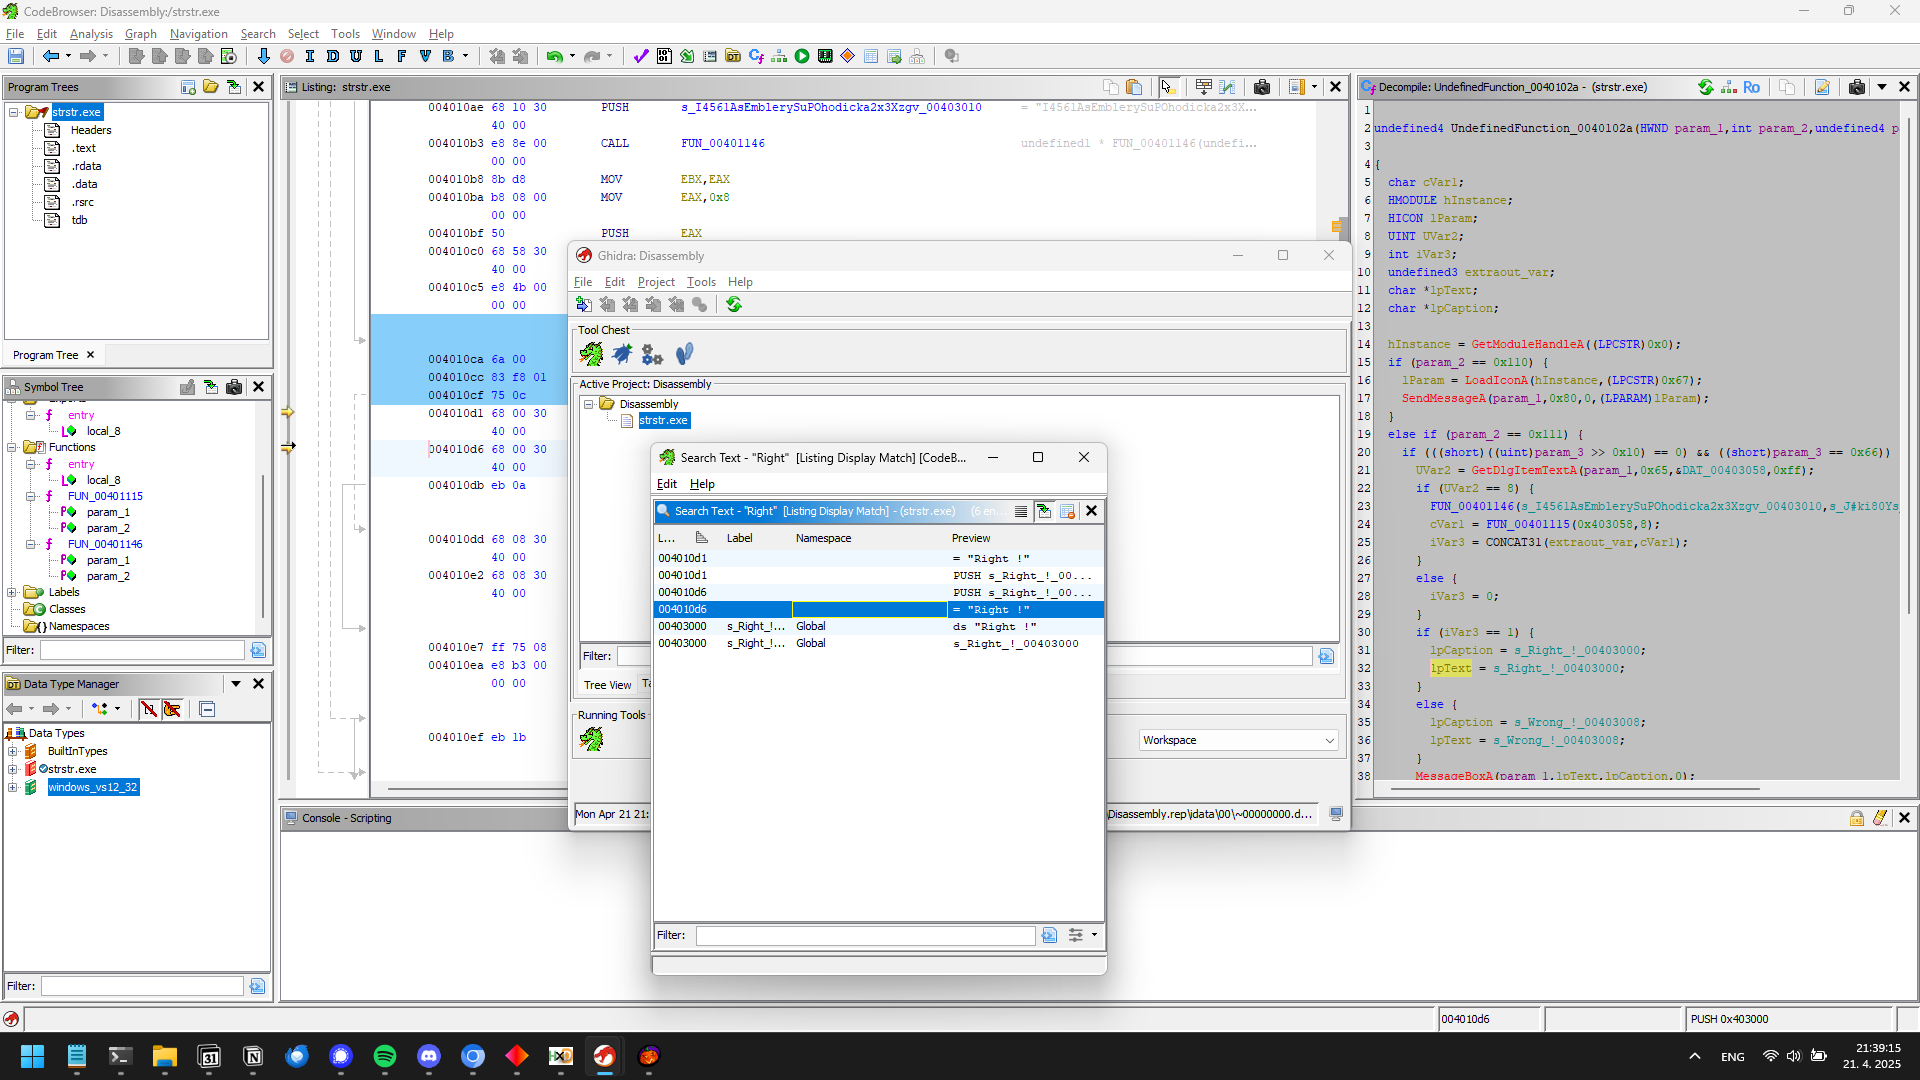 CodeBrowser: Disassembly:/strstr.exe
File Edit Analysis Graph Navigation Search Select Tools Window Help
I D U L F V B
Program Trees
strstr.exe
Headers
.text
.rdata
.data
.rsrc
tdb
Program Tree
Symbol Tree
entry
local_8
Functions
entry
local_8
FUN_00401115
param_1
param_2
FUN_00401146
param_1
param_2
Labels
Classes
Namespaces
Filter:
Data Type Manager
Data Types
BuiltInTypes
strstr.exe
windows_vs12_32
Filter:
Listing: strstr.exe
004010ae 68 10 30 PUSH s_I456lAsEmblerySuPOhodicka2x3Xzgv_00403010 = "I456lAsEmblerySuPOhodicka2x3X...
40 00
004010b3 e8 8e 00 CALL FUN_00401146 undefined1 * FUN_00401146(undefi...
00 00
004010b8 8b d8 MOV EBX,EAX
004010ba b8 08 00 MOV EAX,0x8
00 00
004010bf 50 PUSH EAX
004010c0 68 58 30
40 00
004010c5 e8 4b 00
00 00
004010ca 6a 00
004010cc 83 f8 01
004010cf 75 0c
004010d1 68 00 30
40 00
004010d6 68 00 30
40 00
004010db eb 0a
004010dd 68 08 30
40 00
004010e2 68 08 30
40 00
004010e7 ff 75 08
004010ea e8 b3 00
00 00
004010ef eb 1b
Ghidra: Disassembly
File Edit Project Tools Help
Tool Chest
Active Project: Disassembly
Disassembly
strstr.exe
Filter:
Tree View
Running Tools
Workspace
Mon Apr 21 21:
Disassembly.rep\idata\00\~00000000.d...
Search Text - "Right" [Listing Display Match] [CodeB...
Edit Help
Search Text - "Right" [Listing Display Match] - (strstr.exe) (6 en...
L... Label Namespace Preview
004010d1 = "Right !"
004010d1 PUSH s_Right_!_00...
004010d6 PUSH s_Right_!_00...
004010d6 = "Right !"
00403000 s_Right_!... Global ds "Right !"
00403000 s_Right_!... Global s_Right_!_00403000
Filter:
Decompile: UndefinedFunction_0040102a - (strstr.exe)
Ro
1
2 undefined4 UndefinedFunction_0040102a(HWND param_1,int param_2,undefined4 p
3
4 {
5 char cVar1;
6 HMODULE hInstance;
7 HICON lParam;
8 UINT UVar2;
9 int iVar3;
10 undefined3 extraout_var;
11 char *lpText;
12 char *lpCaption;
13
14 hInstance = GetModuleHandleA((LPCSTR)0x0);
15 if (param_2 == 0x110) {
16 lParam = LoadIconA(hInstance,(LPCSTR)0x67);
17 SendMessageA(param_1,0x80,0,(LPARAM)lParam);
18 }
19 else if (param_2 == 0x111) {
20 if (((short)((uint)param_3 >> 0x10) == 0) && ((short)param_3 == 0x66))
21 UVar2 = GetDlgItemTextA(param_1,0x65,&DAT_00403058,0xff);
22 if (UVar2 == 8) {
23 FUN_00401146(s_I456lAsEmblerySuPOhodicka2x3Xzgv_00403010,s_J#ki80Ys
24 cVar1 = FUN_00401115(0x403058,8);
25 iVar3 = CONCAT31(extraout_var,cVar1);
26 }
27 else {
28 iVar3 = 0;
29 }
30 if (iVar3 == 1) {
31 lpCaption = s_Right_!_00403000;
32 lpText = s_Right_!_00403000;
33 }
34 else {
35 lpCaption = s_Wrong_!_00403008;
36 lpText = s_Wrong_!_00403008;
37 }
38 MessageBoxA(param_1,lpText,lpCaption,0);
Console - Scripting
004010d6
PUSH 0x403000
ENG
21:39:15
21. 4. 2025